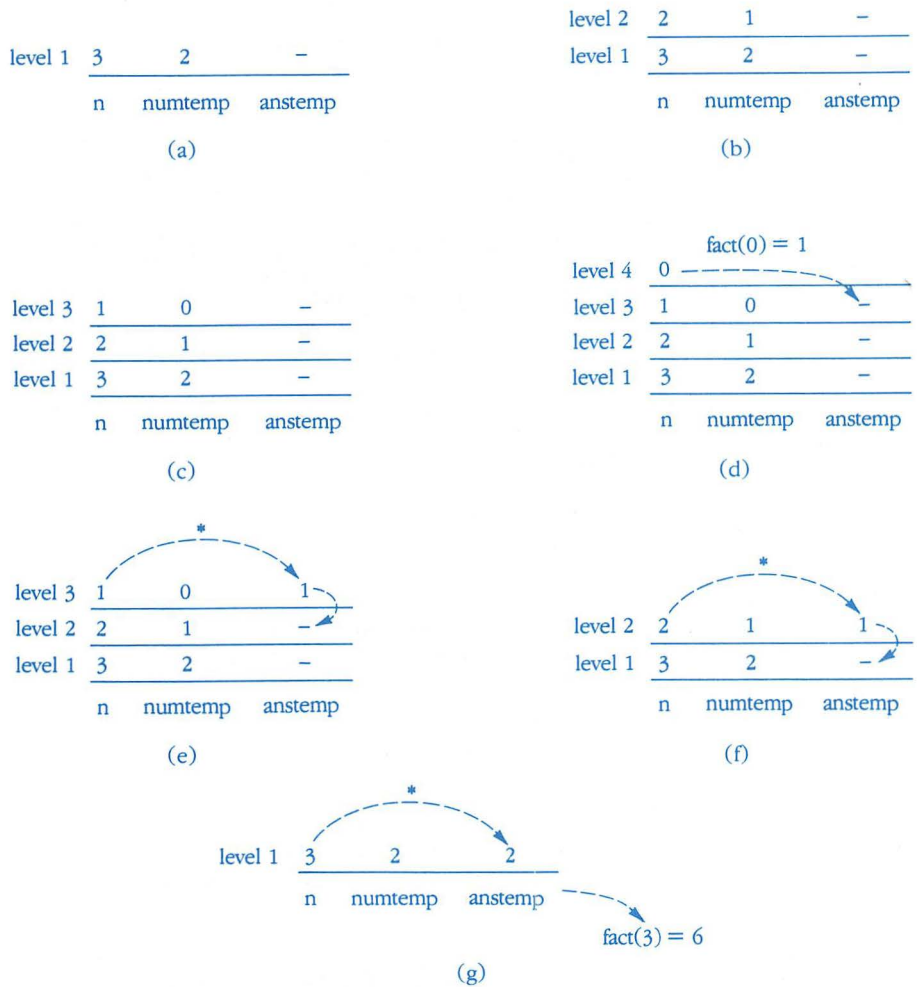 level 1 3 2 –
n numtemp anstemp
(a)
level 2 2 1 –
level 1 3 2 –
n numtemp anstemp
(b)
level 3 1 0 –
level 2 2 1 –
level 1 3 2 –
n numtemp anstemp
(c)
fact(0) = 1
level 4 0
level 3 1 0 –
level 2 2 1 –
level 1 3 2 –
n numtemp anstemp
(d)
*
level 3 1 0 1
level 2 2 1 –
level 1 3 2 –
n numtemp anstemp
(e)
*
level 2 2 1 1
level 1 3 2 –
n numtemp anstemp
(f)
*
level 1 3 2 2
n numtemp anstemp
fact(3) = 6
(g)